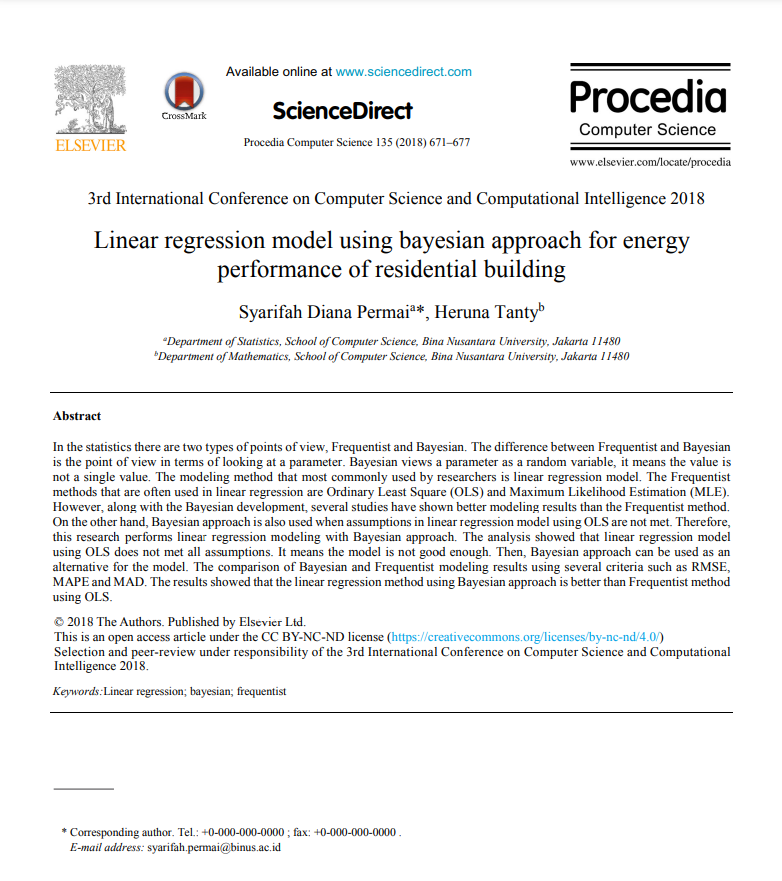 Available online at www.sciencedirect.com
ScienceDirect
Procedia Computer Science 135 (2018) 671–677
ELSEVIER
CrossMark
Procedia
Computer Science
www.elsevier.com/locate/procedia
3rd International Conference on Computer Science and Computational Intelligence 2018
Linear regression model using bayesian approach for energy
performance of residential building
Syarifah Diana Permaiᵃ*, Heruna Tantyᵇ
ᵃDepartment of Statistics, School of Computer Science, Bina Nusantara University, Jakarta 11480
ᵇDepartment of Mathematics, School of Computer Science, Bina Nusantara University, Jakarta 11480
Abstract
In the statistics there are two types of points of view, Frequentist and Bayesian. The difference between Frequentist and Bayesian
is the point of view in terms of looking at a parameter. Bayesian views a parameter as a random variable, it means the value is
not a single value. The modeling method that most commonly used by researchers is linear regression model. The Frequentist
methods that are often used in linear regression are Ordinary Least Square (OLS) and Maximum Likelihood Estimation (MLE).
However, along with the Bayesian development, several studies have shown better modeling results than the Frequentist method.
On the other hand, Bayesian approach is also used when assumptions in linear regression model using OLS are not met. Therefore,
this research performs linear regression modeling with Bayesian approach. The analysis showed that linear regression model
using OLS does not met all assumptions. It means the model is not good enough. Then, Bayesian approach can be used as an
alternative for the model. The comparison of Bayesian and Frequentist modeling results using several criteria such as RMSE,
MAPE and MAD. The results showed that the linear regression method using Bayesian approach is better than Frequentist method
using OLS.
© 2018 The Authors. Published by Elsevier Ltd.
This is an open access article under the CC BY-NC-ND license (https://creativecommons.org/licenses/by-nc-nd/4.0/)
Selection and peer-review under responsibility of the 3rd International Conference on Computer Science and Computational
Intelligence 2018.
Keywords:Linear regression; bayesian; frequentist
* Corresponding author. Tel.: +0-000-000-0000 ; fax: +0-000-000-0000 .
E-mail address: syarifah.permai@binus.ac.id